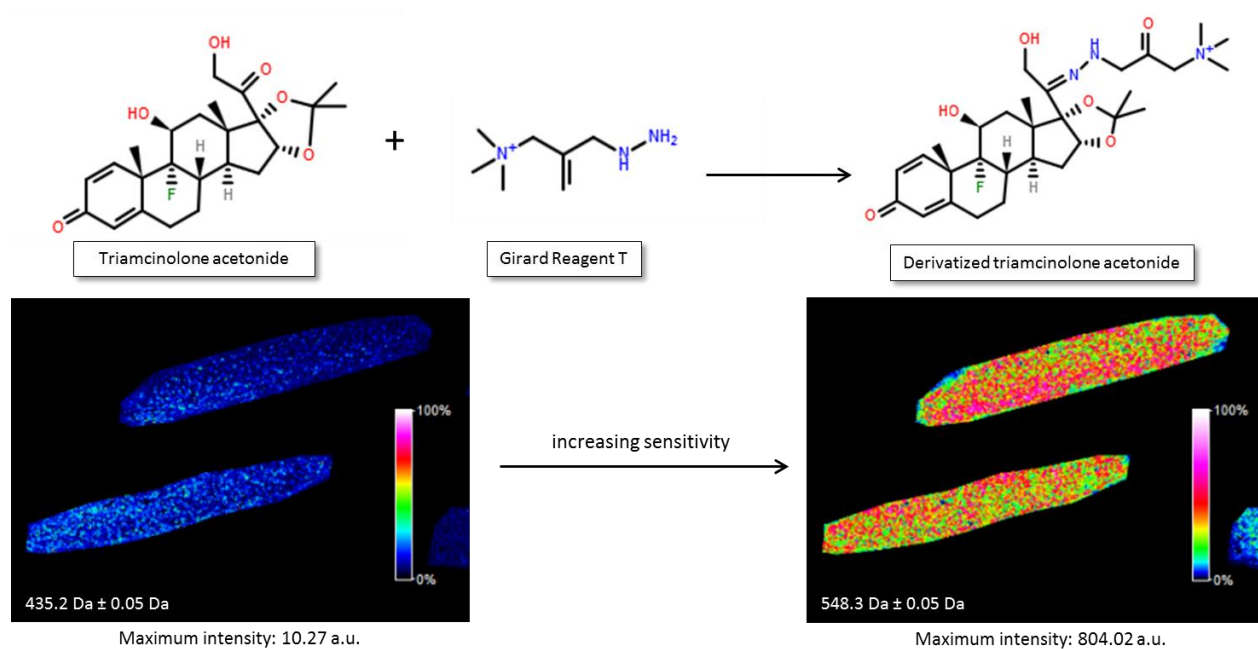 OH
O
O
HO
H
O
F
H
O
Triamcinolone acetonide
+
N+
N
H
NH2
Girard Reagent T
OH
H
N
N
O
N+
O
HO
H
O
F
H
O
Derivatized triamcinolone acetonide
100%
0%
435.2 Da ± 0.05 Da
Maximum intensity: 10.27 a.u.
increasing sensitivity
100%
0%
548.3 Da ± 0.05 Da
Maximum intensity: 804.02 a.u.